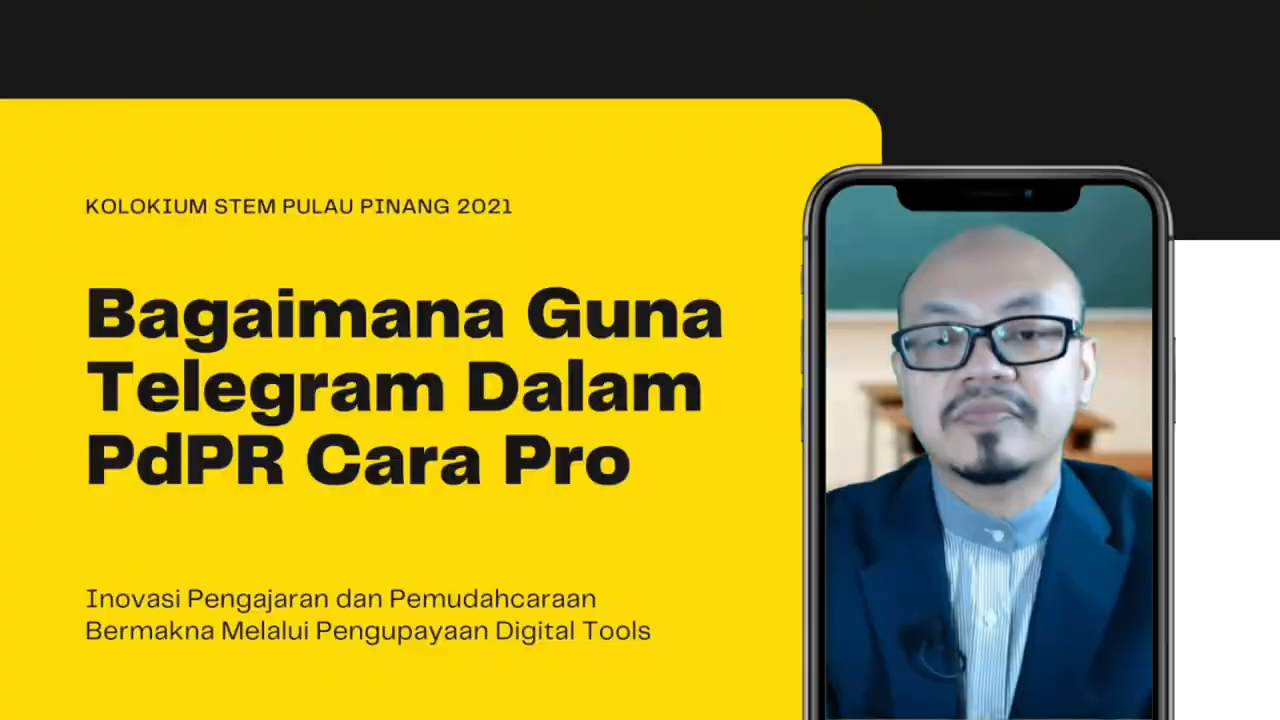 KOLOKIUM STEM PULAU PINANG 2021
Bagaimana Guna
Telegram Dalam
PdPR Cara Pro
Inovasi Pengajaran dan Pemudahcaraan
Bermakna Melalui Pengupayaan Digital Tools